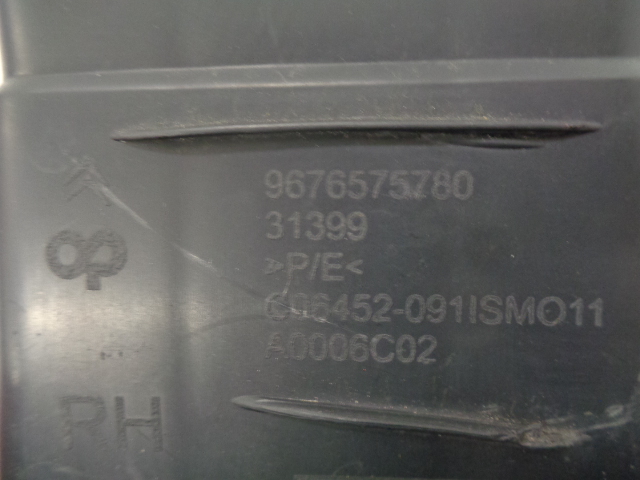 9676575780
31399
>P/E<
C06452-091ISMO11
A0006C02
RH